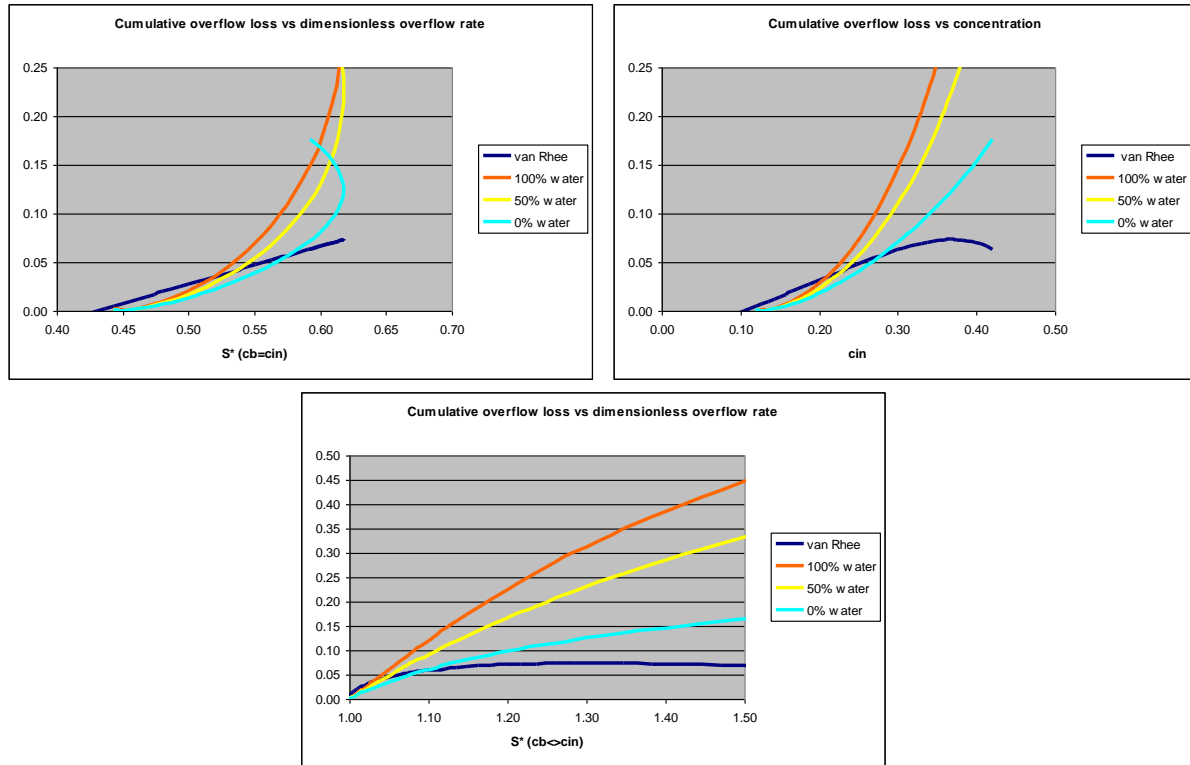 Cumulative overflow loss vs dimensionless overflow rate
0.25
0.20
0.15
0.10
0.05
0.00
0.40 0.45 0.50 0.55 0.60 0.65 0.70
S* (cb=cin)
van Rhee
100% water
50% water
0% water
Cumulative overflow loss vs concentration
0.25
0.20
0.15
0.10
0.05
0.00
0.00 0.10 0.20 0.30 0.40 0.50
cin
van Rhee
100% water
50% water
0% water
Cumulative overflow loss vs dimensionless overflow rate
0.50
0.45
0.40
0.35
0.30
0.25
0.20
0.15
0.10
0.05
0.00
1.00 1.10 1.20 1.30 1.40 1.50
S* (cb<>cin)
van Rhee
100% water
50% water
0% water